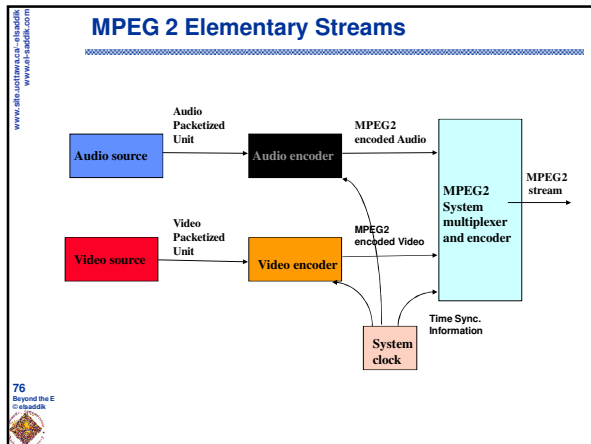 www.site.uottawa.ca/~elsaddik
www.el-saddik.com
MPEG 2 Elementary Streams
Audio
Packetized
Unit
MPEG2
encoded Audio
Audio source
Audio encoder
MPEG2
System
multiplexer
and encoder
MPEG2
stream
Video
Packetized
Unit
MPEG2
encoded Video
Video source
Video encoder
Time Sync.
Information
System
clock
76
Beyond the E
© elsaddik